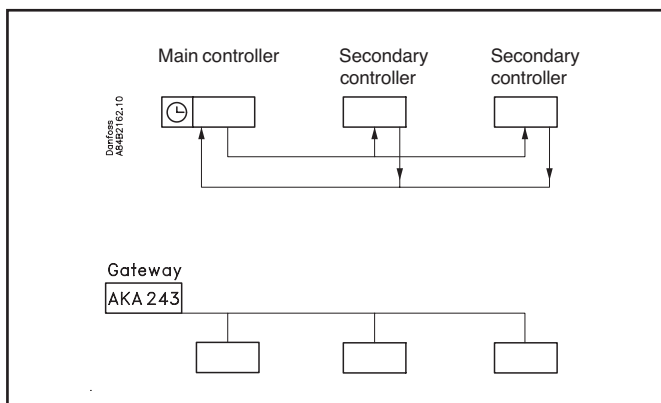 Main controller
Secondary
controller
Secondary
controller
Danfoss
A84B2162.10
Gateway
AKA 243